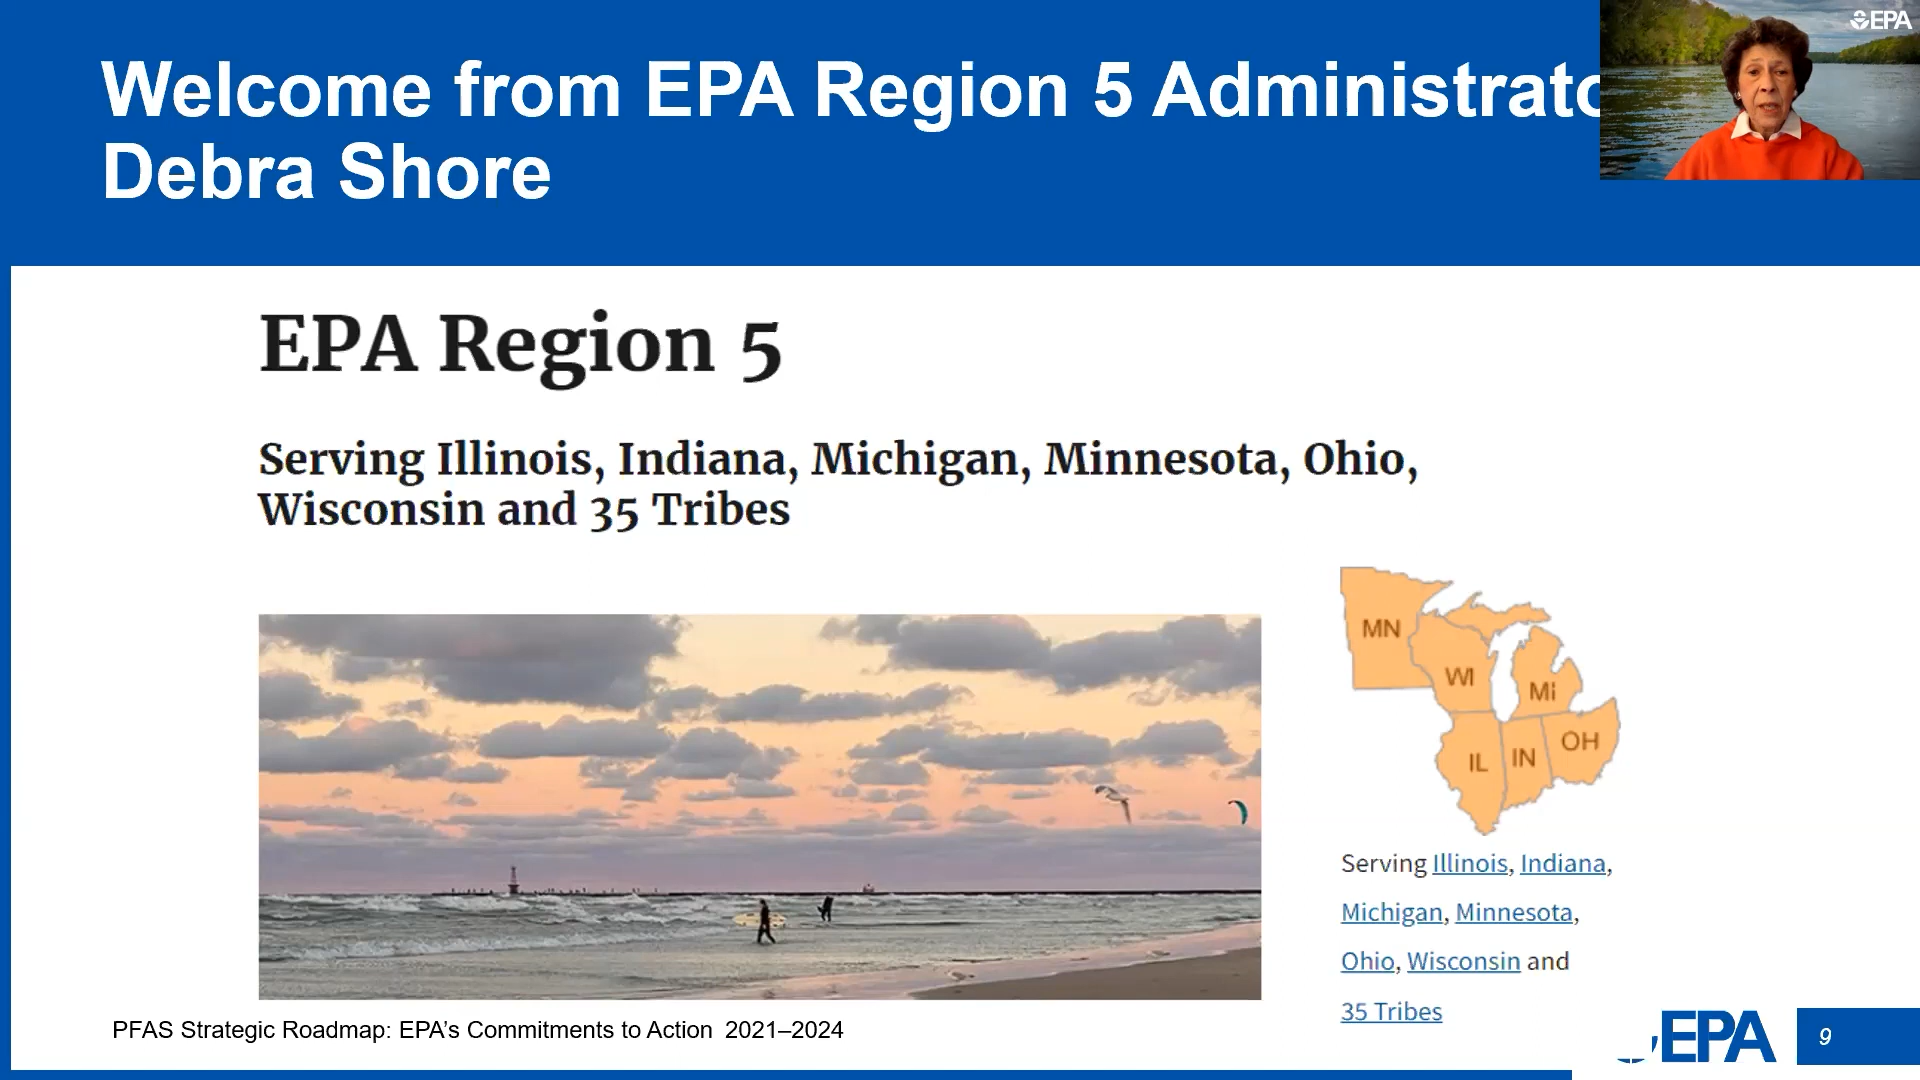 Welcome from EPA Region 5 Administrato
Debra Shore
EPA
EPA Region 5
Serving Illinois, Indiana, Michigan, Minnesota, Ohio,
Wisconsin and 35 Tribes
MN
WI
Mi
IL
IN
OH
Serving Illinois, Indiana,
Michigan, Minnesota,
Ohio, Wisconsin and
35 Tribes
PFAS Strategic Roadmap: EPA’s Commitments to Action 2021–2024
EPA
9